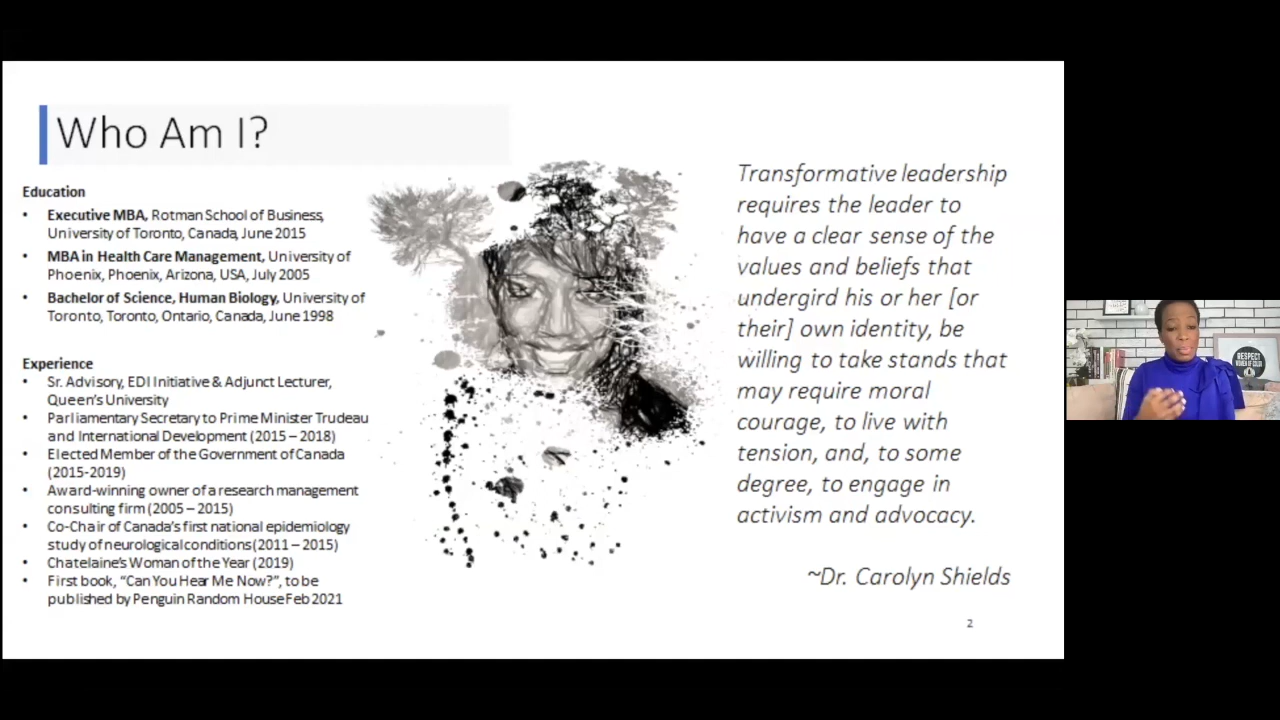 Who Am I?
Education
• Executive MBA, Rotman School of Business,
University of Toronto, Canada, June 2015
• MBA in Health Care Management, University of
Phoenix, Phoenix, Arizona, USA, July 2005
• Bachelor of Science, Human Biology, University of
Toronto, Toronto, Ontario, Canada, June 1998
Experience
• Sr. Advisory, EDI Initiative & Adjunct Lecturer,
Queen's University
• Parliamentary Secretary to Prime Minister Trudeau
and International Development (2015 – 2018)
• Elected Member of the Government of Canada
(2015-2019)
• Award-winning owner of a research management
consulting firm (2005 – 2015)
• Co-Chair of Canada's first national epidemiology
study of neurological conditions (2011 – 2015)
• Chatelaine's Woman of the Year (2019)
• First book, "Can You Hear Me Now?", to be
published by Penguin Random House Feb 2021
Transformative leadership
requires the leader to
have a clear sense of the
values and beliefs that
undergird his or her [or
their] own identity, be
willing to take stands that
may require moral
courage, to live with
tension, and, to some
degree, to engage in
activism and advocacy.
~Dr. Carolyn Shields
2
RESPECT
WOMEN OF COLOR